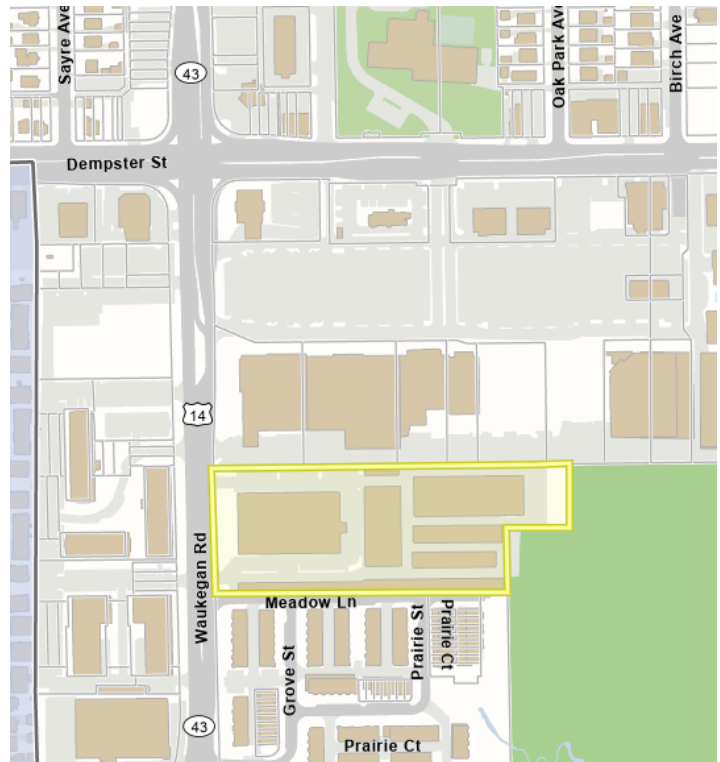 Sayre Ave
43
Oak Park Ave
Birch Ave
Dempster St
14
Waukegan Rd
Meadow Ln
Grove St
Prairie St
Prairie Ct
43
Prairie Ct